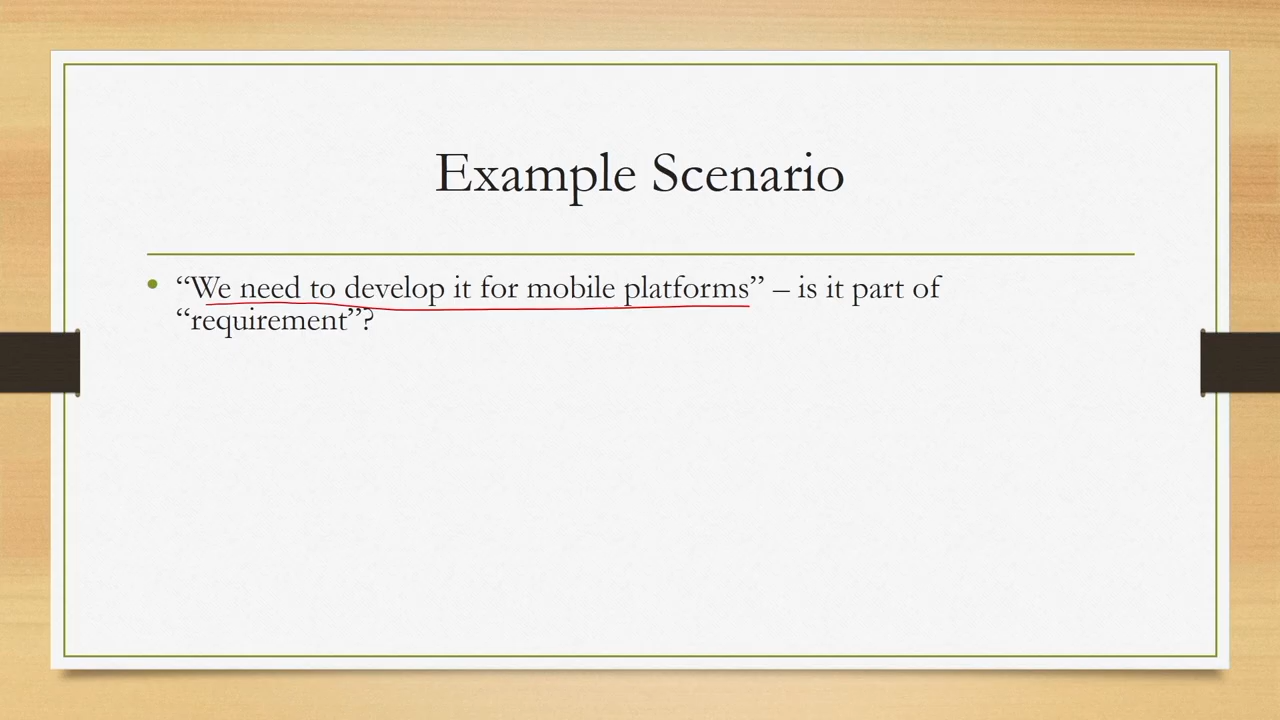 Example Scenario
• “We need to develop it for mobile platforms” – is it part of
“requirement”?